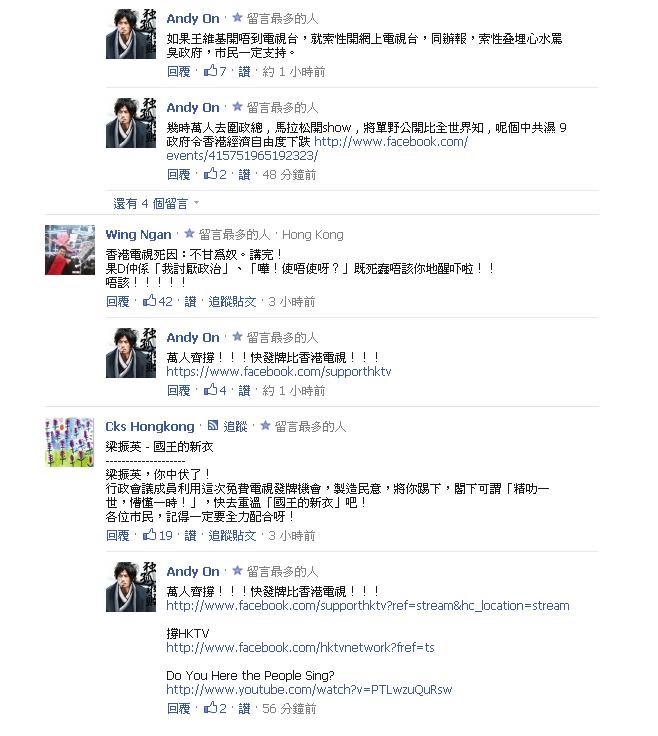 Andy On · ★ 留言最多的人
如果王維基開唔到電視台，就索性開網上電視台，同辦報，索性叠埋心水罵
臭政府，市民一定支持。
回覆 · 7 · 讚 · 約 1 小時前
Andy On · ★ 留言最多的人
幾時萬人去圍政總，馬拉松開show，將單野公開比全世界知，呢個中共濕 9
政府令香港經濟自由度下跌 http://www.facebook.com/
events/415751965192323/
回覆 · 2 · 讚 · 48 分鐘前
還有 4 個留言
Wing Ngan · ★ 留言最多的人 · Hong Kong
香港電視死因：不甘為奴。講完！
果D仲係「我討厭政治」、「嘩！使唔使呀？」既死蠢唔該你地醒吓啦！！
唔該！！！！！
回覆 · 42 · 讚 · 追蹤貼文 · 3 小時前
Andy On · ★ 留言最多的人
萬人齊撐！！！快發牌比香港電視！！！
https://www.facebook.com/supporthktv
回覆 · 4 · 讚 · 約 1 小時前
Cks Hongkong · 追蹤 · ★ 留言最多的人
梁振英 - 國王的新衣
--------------------
梁振英，你中伏了！
行政會議成員利用這次免費電視發牌機會，製造民意，將你踢下，閣下可謂「精叻一
世，懵懂一時！」，快去重溫「國王的新衣」吧！
各位市民，記得一定要全力配合呀！
回覆 · 19 · 讚 · 追蹤貼文 · 3 小時前
Andy On · ★ 留言最多的人
萬人齊撐！！！快發牌比香港電視！！！
http://www.facebook.com/supporthktv?ref=stream&hc_location=stream
撐HKTV
http://www.facebook.com/hktvnetwork?fref=ts
Do You Here the People Sing?
http://www.youtube.com/watch?v=PTLwzuQuRsw
回覆 · 2 · 讚 · 56 分鐘前